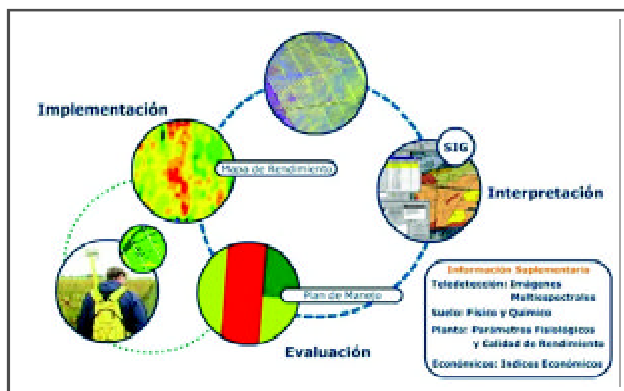 Implementación
SIG
Mapa de Rendimiento
Interpretación
Plan de Manejo
Evaluación
Información Suplementaria
Teledetección: Imágenes
Multiespectrales
Suelo: Físico y Químico
Planta: Parámetros Fisiológicos
y Calidad de Rendimiento
Económicos: Indices Económicos